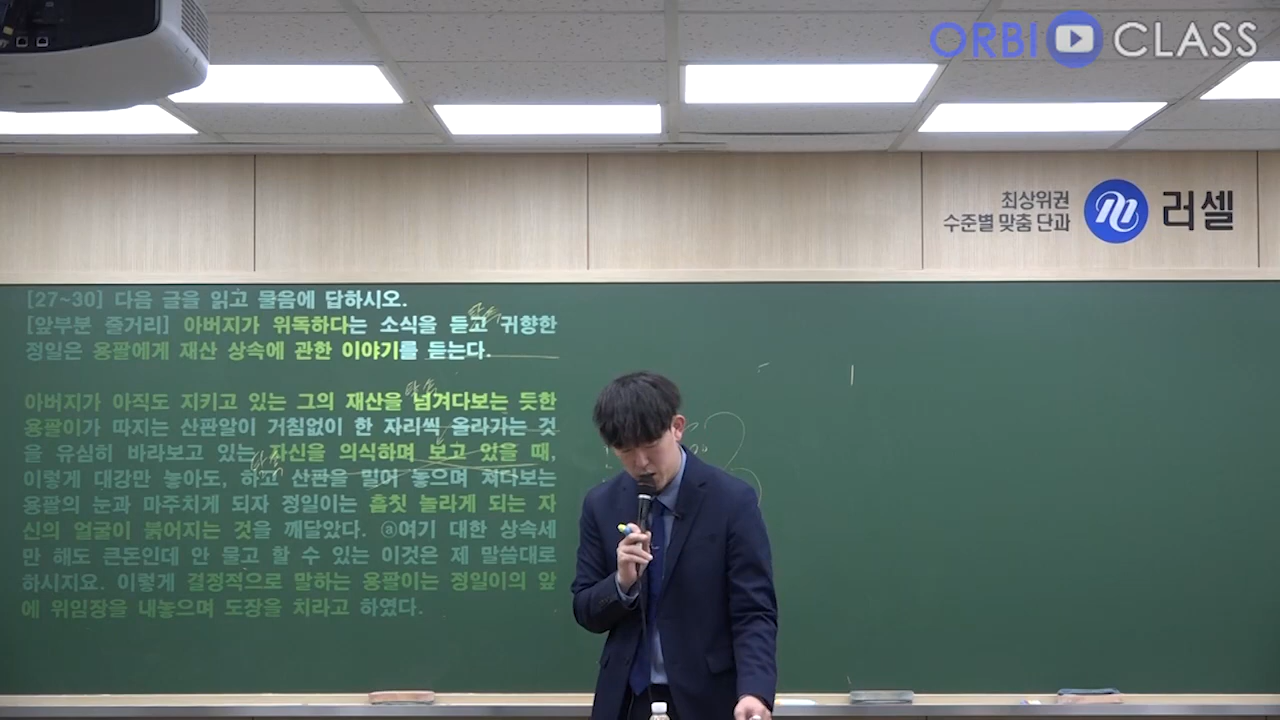 ORBI CLASS
최상위권
수준별 맞춤 단과
러셀
[27~30] 다음 글을 읽고 물음에 답하시오.
[앞부분 줄거리] 아버지가 위독하다는 소식을 듣고 귀향한
정일은 용팔에게 재산 상속에 관한 이야기를 듣는다.
아버지가 아직도 지키고 있는 그의 재산을 넘겨다보는 듯한
용팔이가 따지는 산판알이 거침없이 한 자리씩 올라가는 것
을 유심히 바라보고 있는 자신을 의식하며 보고 있을 때,
이렇게 대강만 놓아도, 하고 산판을 밀어 놓으며 쳐다보는
용팔의 눈과 마주치게 되자 정일이는 흠칫 놀라게 되는 자
신의 얼굴이 붉어지는 것을 깨달았다. ⓐ여기 대한 상속세
만 해도 큰돈인데 안 물고 할 수 있는 이것은 제 말씀대로
하시지요. 이렇게 결정적으로 말하는 용팔이는 정일이의 앞
에 위임장을 내놓으며 도장을 치라고 하였다.